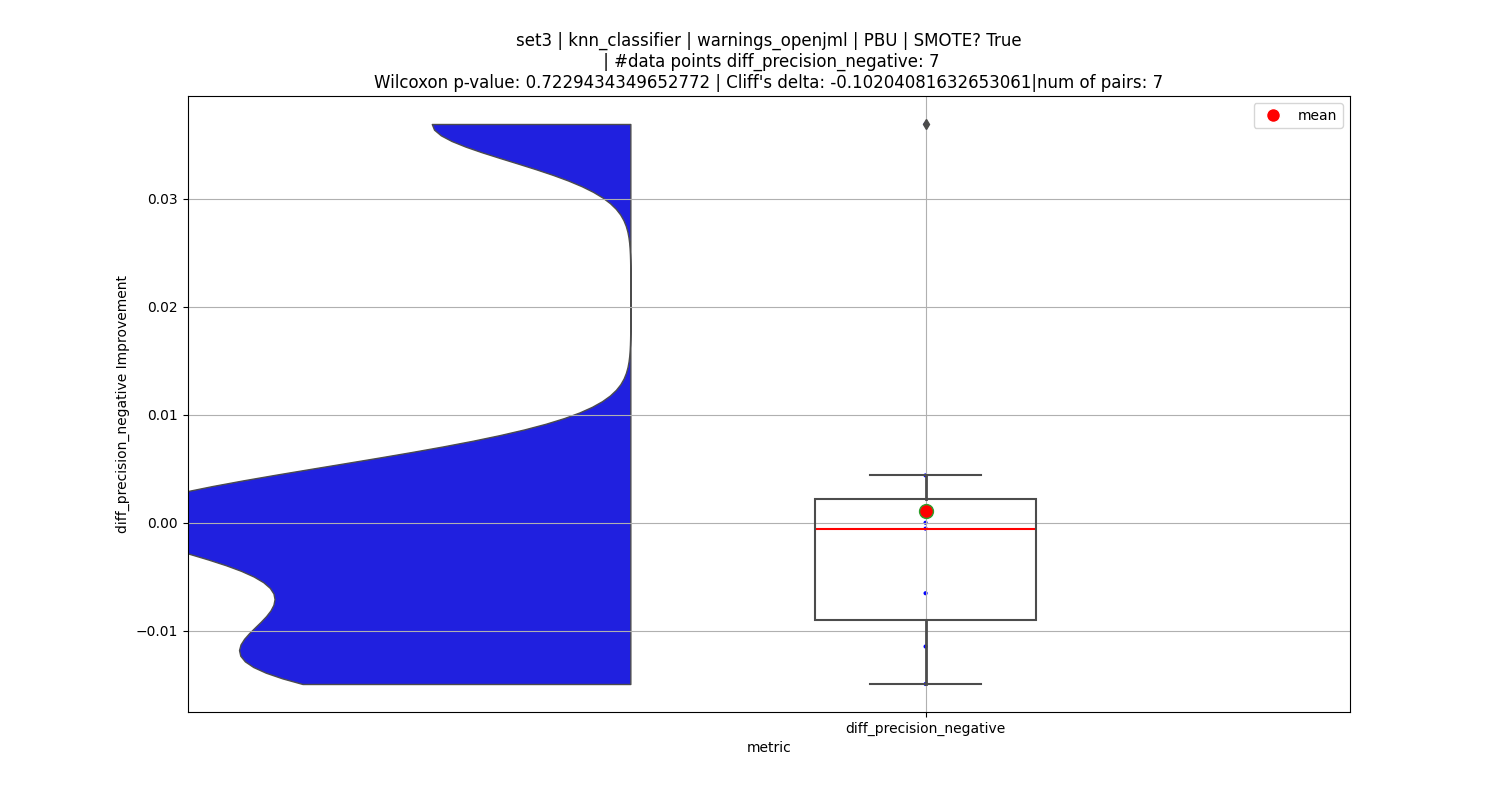 set3 | knn_classifier | warnings_openjml | PBU | SMOTE? True
| #data points diff_precision_negative: 7
Wilcoxon p-value: 0.7229434349652772 | Cliff's delta: -0.10204081632653061|num of pairs: 7
mean
0.03
0.02
0.01
0.00
−0.01
diff_precision_negative Improvement
diff_precision_negative
metric